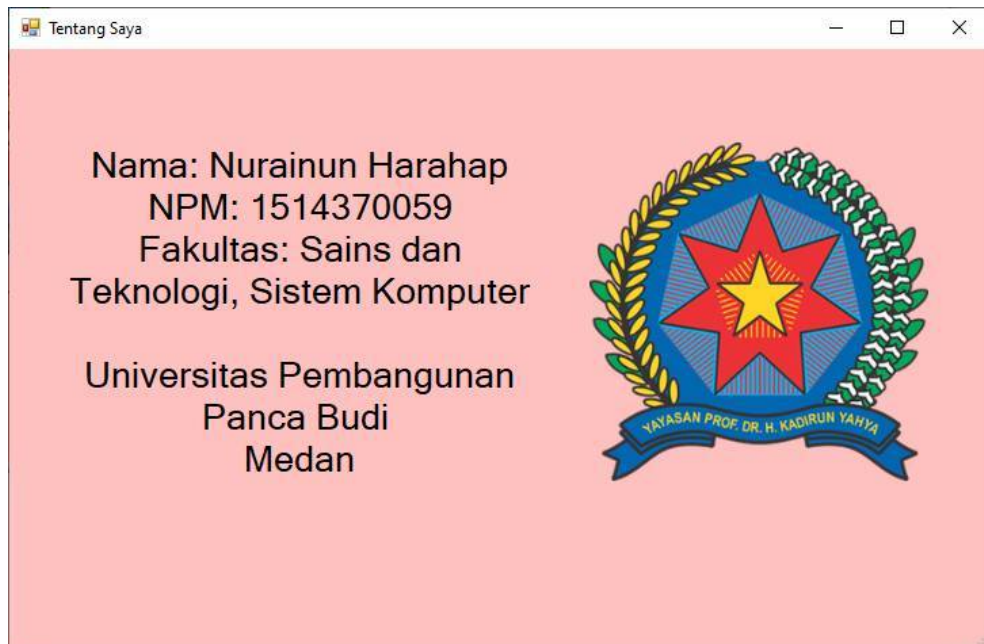 Tentang Saya
Nama: Nurainun Harahap
NPM: 1514370059
Fakultas: Sains dan
Teknologi, Sistem Komputer
Universitas Pembangunan
Panca Budi
Medan
YAYASAN PROF. DR. H. KADIRUN YAHYA